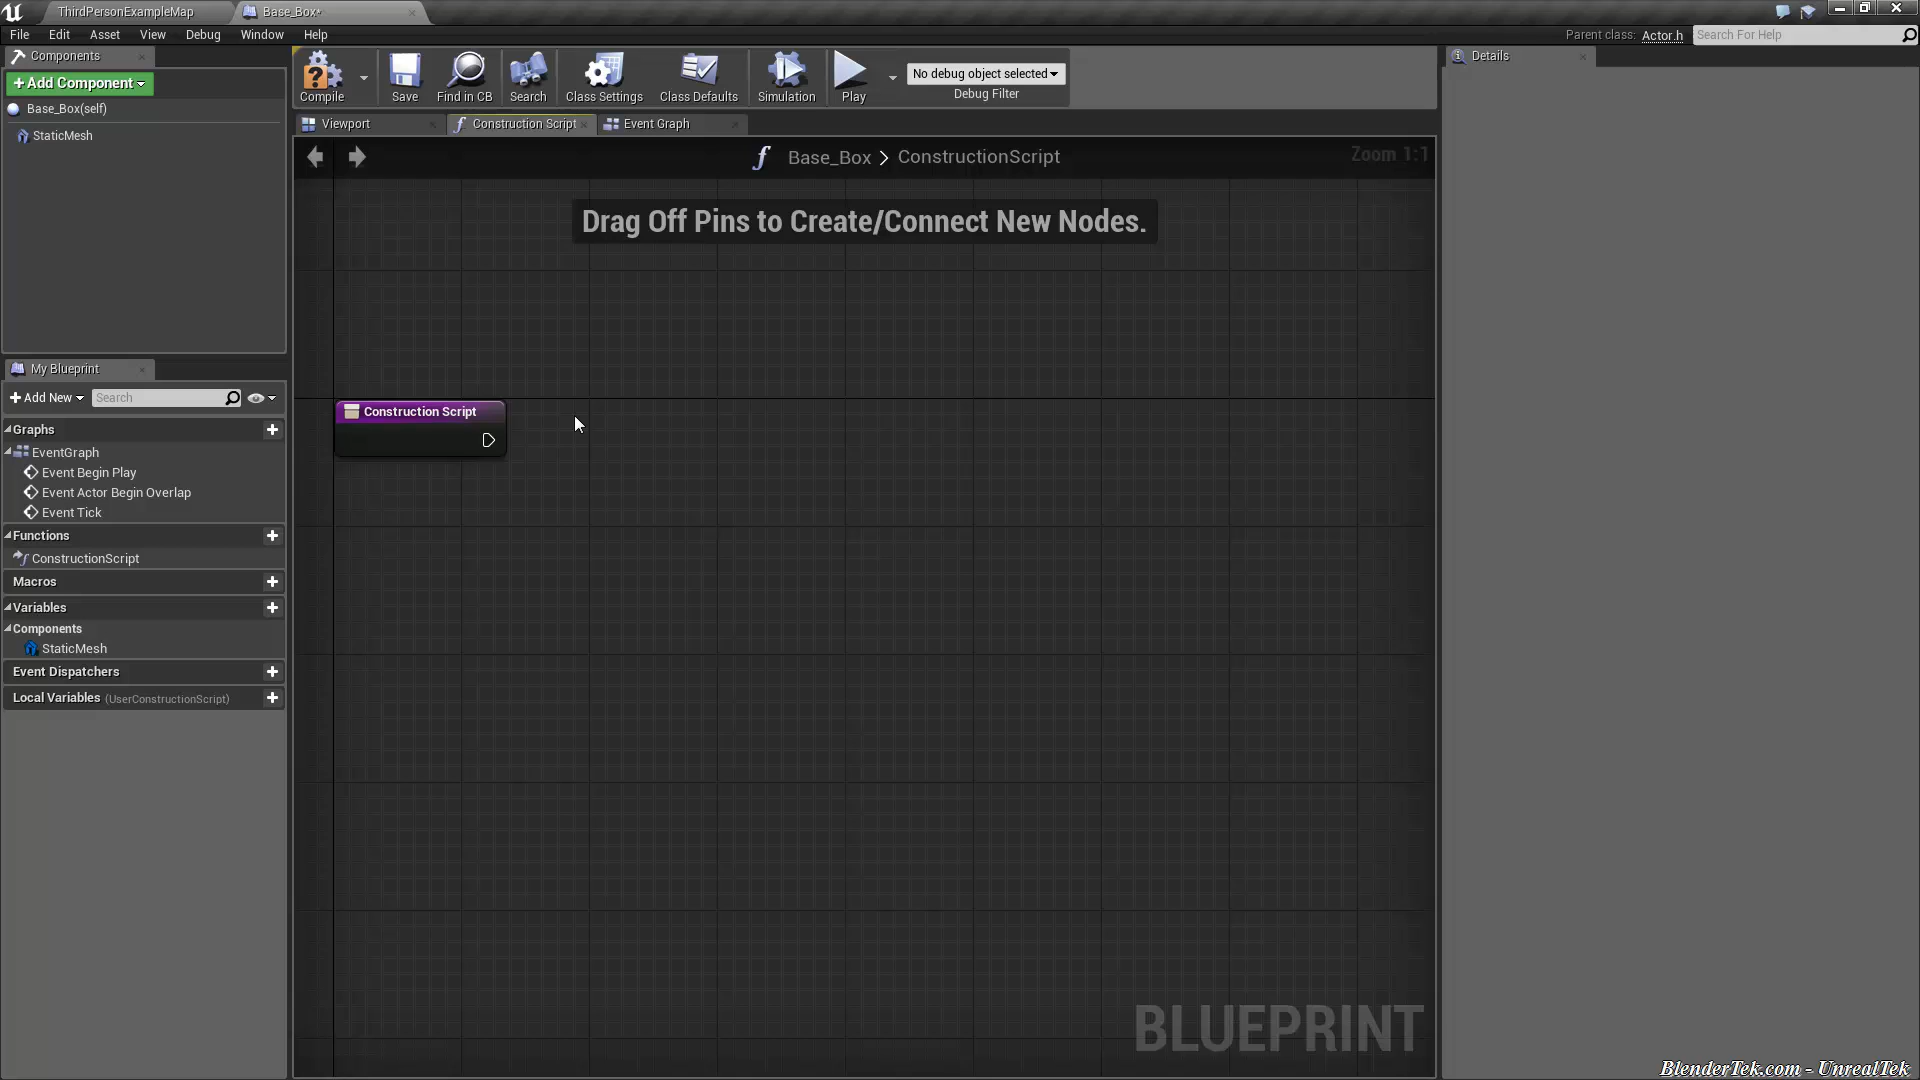 ThirdPersonExampleMap
Base_Box*
File Edit Asset View Debug Window Help
Parent class: Actor.h
Search For Help
Components
+Add Component
Base_Box(self)
StaticMesh
Compile
Save
Find in CB
Search
Class Settings
Class Defaults
Simulation
Play
No debug object selected
Debug Filter
Details
Viewport
Construction Script
Event Graph
Base_Box > ConstructionScript
Zoom 1:1
Drag Off Pins to Create/Connect New Nodes.
Construction Script
My Blueprint
+Add New
Search
Graphs
EventGraph
Event Begin Play
Event Actor Begin Overlap
Event Tick
Functions
ConstructionScript
Macros
Variables
Components
StaticMesh
Event Dispatchers
Local Variables (UserConstructionScript)
BLUEPRINT
BlenderTek.com - UnrealTek